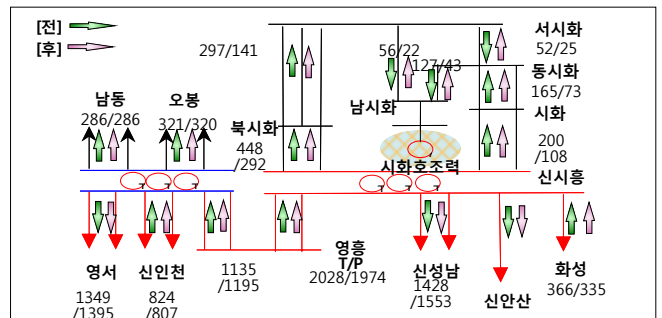 [전]
[후]
297/141
56/22
127/43
서시화
52/25
동시화
165/73
남동
286/286
오봉
321/320
북시화
448
/292
남시화
시화
200
/108
시화호조력
신시흥
영서
1349
/1395
신인천
824
/807
1135
/1195
영흥
T/P
2028/1974
신성남
1428
/1553
신안산
화성
366/335